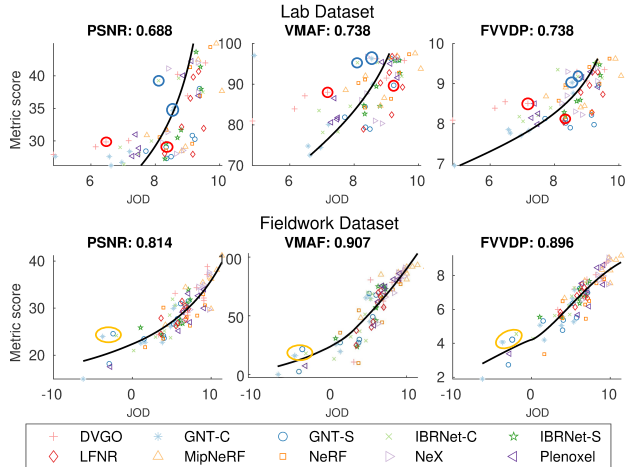 Lab Dataset
PSNR: 0.688 VMAF: 0.738 FVVDP: 0.738
Metric score
40
35
30
6 8 10
JOD
100
90
80
70
6 8 10
JOD
9
8
7
6 8 10
JOD
Fieldwork Dataset
PSNR: 0.814 VMAF: 0.907 FVVDP: 0.896
Metric score
40
30
20
-10 0 10
JOD
100
50
0
-10 0 10
JOD
8
6
4
2
-10 0 10
JOD
DVGO GNT-C GNT-S IBRNet-C IBRNet-S
LFNR MipNeRF NeRF NeX Plenoxel